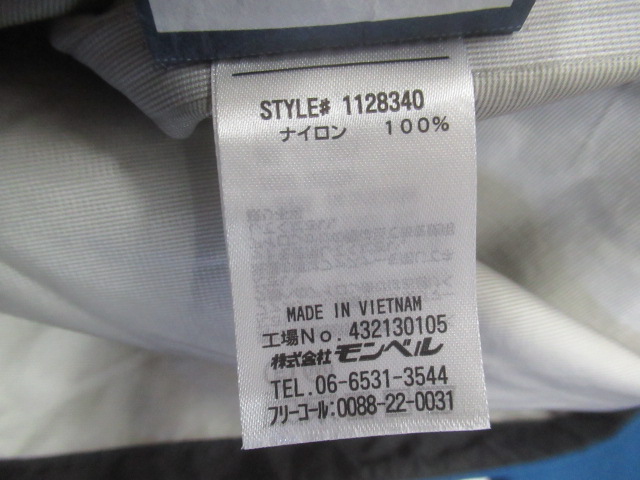 STYLE# 1128340
ナイロン 100%
MADE IN VIETNAM
工場No. 432130105
株式会社 モンベル
TEL. 06-6531-3544
フリーコール: 0088-22-0031